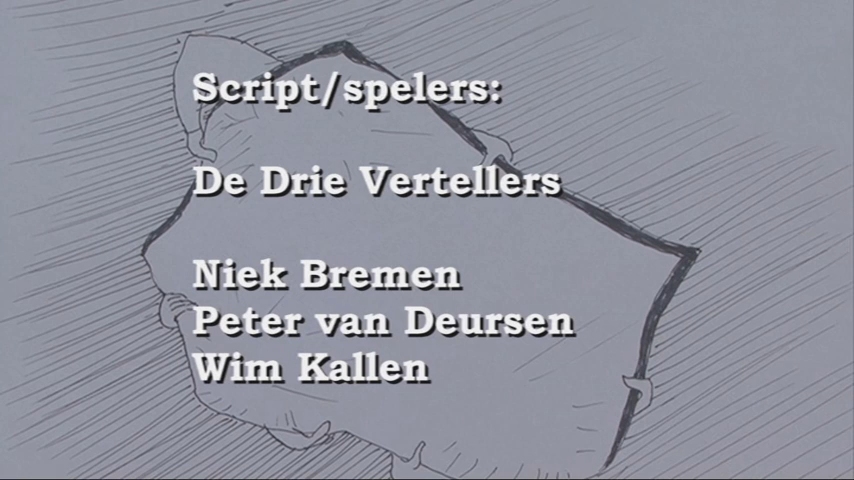 Script/spelers:
De Drie Vertellers
Niek Bremen
Peter van Deursen
Wim Kallen